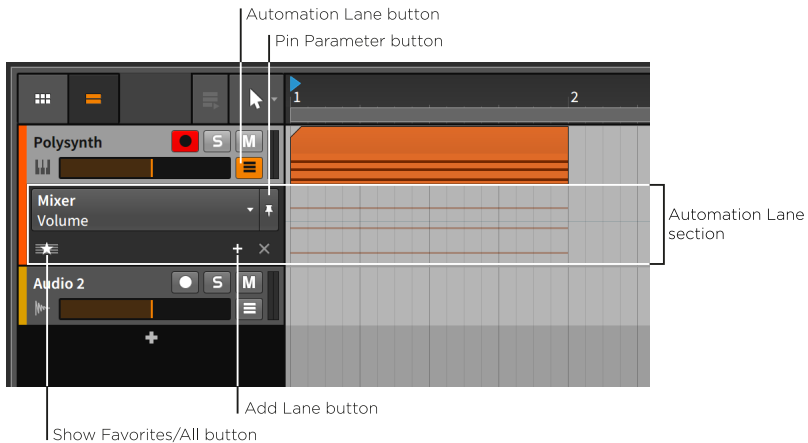 Automation Lane button
Pin Parameter button
1
2
Polysynth
S
M
Mixer
Volume
Automation Lane
section
Audio 2
S
M
Add Lane button
Show Favorites/All button